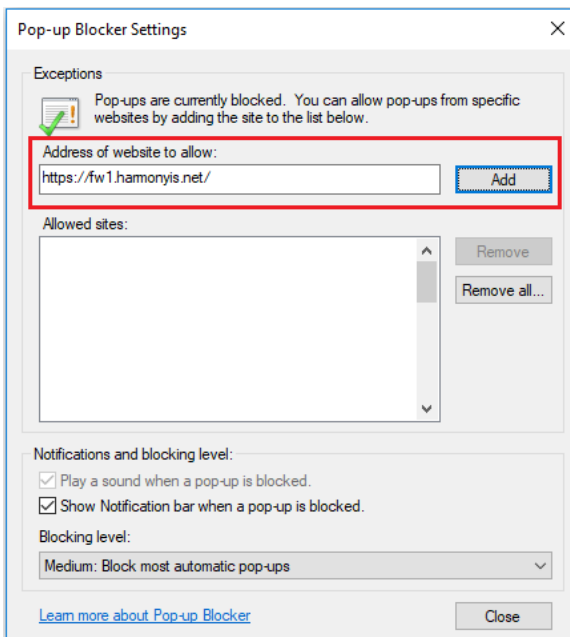 Pop-up Blocker Settings
Exceptions
Pop-ups are currently blocked. You can allow pop-ups from specific
websites by adding the site to the list below.
Address of website to allow:
https://fw1.harmonyis.net/
Add
Allowed sites:
Remove
Remove all...
Notifications and blocking level:
Play a sound when a pop-up is blocked.
Show Notification bar when a pop-up is blocked.
Blocking level:
Medium: Block most automatic pop-ups
Learn more about Pop-up Blocker
Close